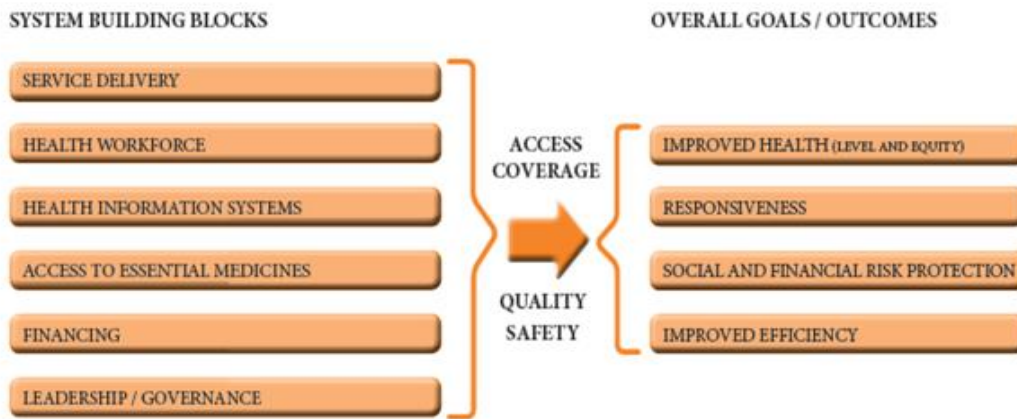 SYSTEM BUILDING BLOCKS
SERVICE DELIVERY
HEALTH WORKFORCE
HEALTH INFORMATION SYSTEMS
ACCESS TO ESSENTIAL MEDICINES
FINANCING
LEADERSHIP / GOVERNANCE
ACCESS
COVERAGE
QUALITY
SAFETY
OVERALL GOALS / OUTCOMES
IMPROVED HEALTH (LEVEL AND EQUITY)
RESPONSIVENESS
SOCIAL AND FINANCIAL RISK PROTECTION
IMPROVED EFFICIENCY